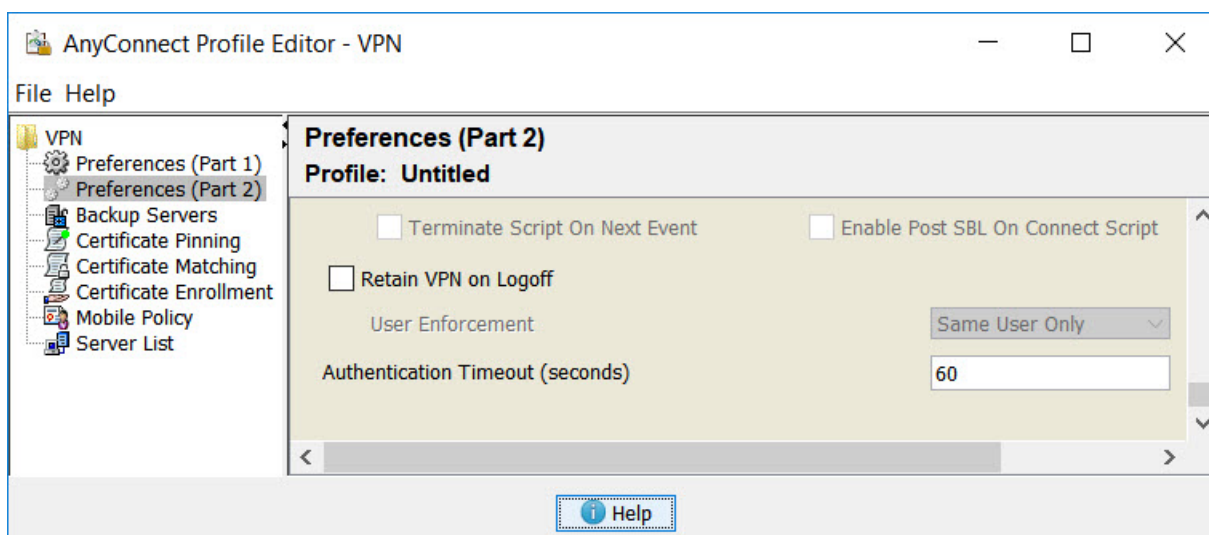 AnyConnect Profile Editor - VPN
File Help
VPN
Preferences (Part 1)
Preferences (Part 2)
Backup Servers
Certificate Pinning
Certificate Matching
Certificate Enrollment
Mobile Policy
Server List
Preferences (Part 2)
Profile: Untitled
Terminate Script On Next Event Enable Post SBL On Connect Script
Retain VPN on Logoff
User Enforcement Same User Only
Authentication Timeout (seconds) 60
Help